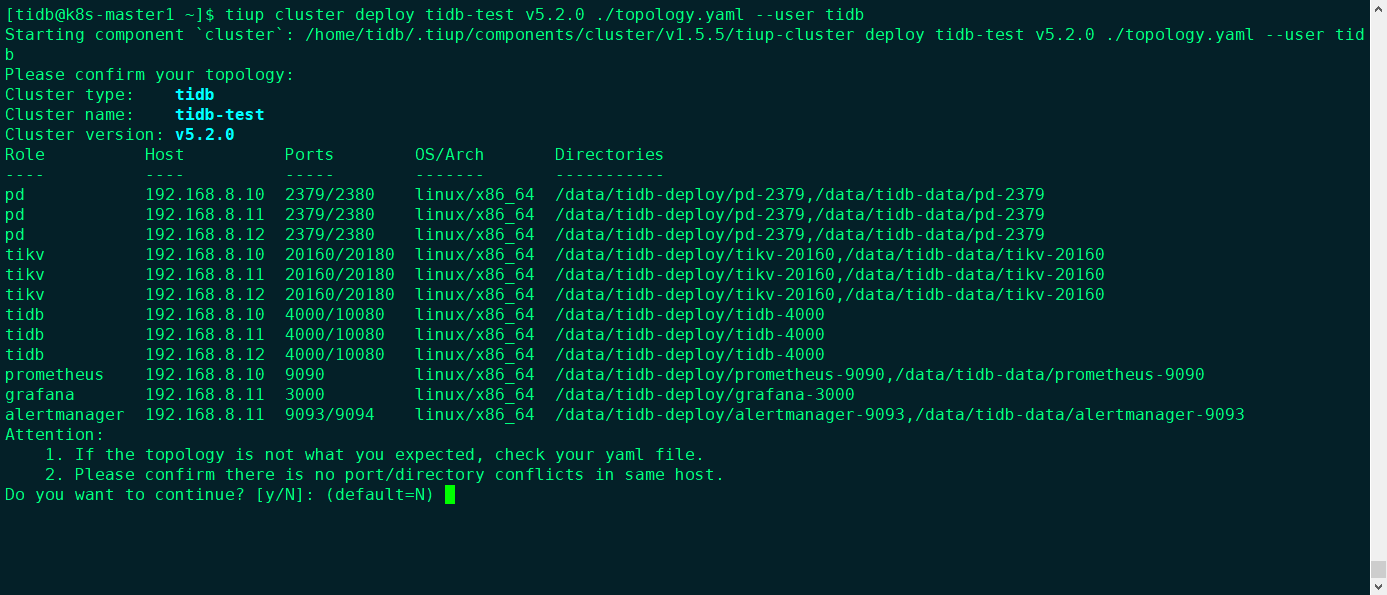 [tidb@k8s-master1 ~]$ tiup cluster deploy tidb-test v5.2.0 ./topology.yaml --user tidb
Starting component `cluster`: /home/tidb/.tiup/components/cluster/v1.5.5/tiup-cluster deploy tidb-test v5.2.0 ./topology.yaml --user tid
b
Please confirm your topology:
Cluster type:    tidb
Cluster name:    tidb-test
Cluster version: v5.2.0
Role          Host          Ports        OS/Arch       Directories
----          ----          -----        -------       -----------
pd            192.168.8.10  2379/2380    linux/x86_64  /data/tidb-deploy/pd-2379,/data/tidb-data/pd-2379
pd            192.168.8.11  2379/2380    linux/x86_64  /data/tidb-deploy/pd-2379,/data/tidb-data/pd-2379
pd            192.168.8.12  2379/2380    linux/x86_64  /data/tidb-deploy/pd-2379,/data/tidb-data/pd-2379
tikv          192.168.8.10  20160/20180  linux/x86_64  /data/tidb-deploy/tikv-20160,/data/tidb-data/tikv-20160
tikv          192.168.8.11  20160/20180  linux/x86_64  /data/tidb-deploy/tikv-20160,/data/tidb-data/tikv-20160
tikv          192.168.8.12  20160/20180  linux/x86_64  /data/tidb-deploy/tikv-20160,/data/tidb-data/tikv-20160
tidb          192.168.8.10  4000/10080   linux/x86_64  /data/tidb-deploy/tidb-4000
tidb          192.168.8.11  4000/10080   linux/x86_64  /data/tidb-deploy/tidb-4000
tidb          192.168.8.12  4000/10080   linux/x86_64  /data/tidb-deploy/tidb-4000
prometheus    192.168.8.10  9090         linux/x86_64  /data/tidb-deploy/prometheus-9090,/data/tidb-data/prometheus-9090
grafana       192.168.8.11  3000         linux/x86_64  /data/tidb-deploy/grafana-3000
alertmanager  192.168.8.11  9093/9094    linux/x86_64  /data/tidb-deploy/alertmanager-9093,/data/tidb-data/alertmanager-9093
Attention:
    1. If the topology is not what you expected, check your yaml file.
    2. Please confirm there is no port/directory conflicts in same host.
Do you want to continue? [y/N]: (default=N)